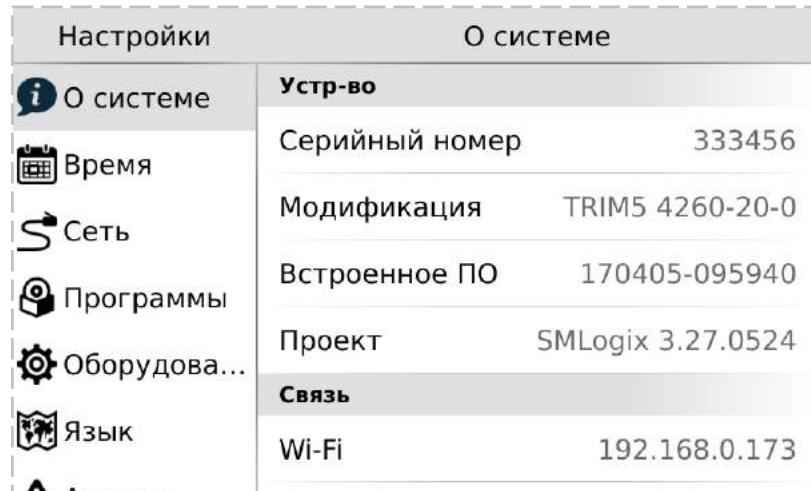 Настройки
О системе
О системе
Время
Сеть
Программы
Оборудова...
Язык
Устр-во
Серийный номер 333456
Модификация TRIM5 4260-20-0
Встроенное ПО 170405-095940
Проект SMLogix 3.27.0524
Связь
Wi-Fi 192.168.0.173